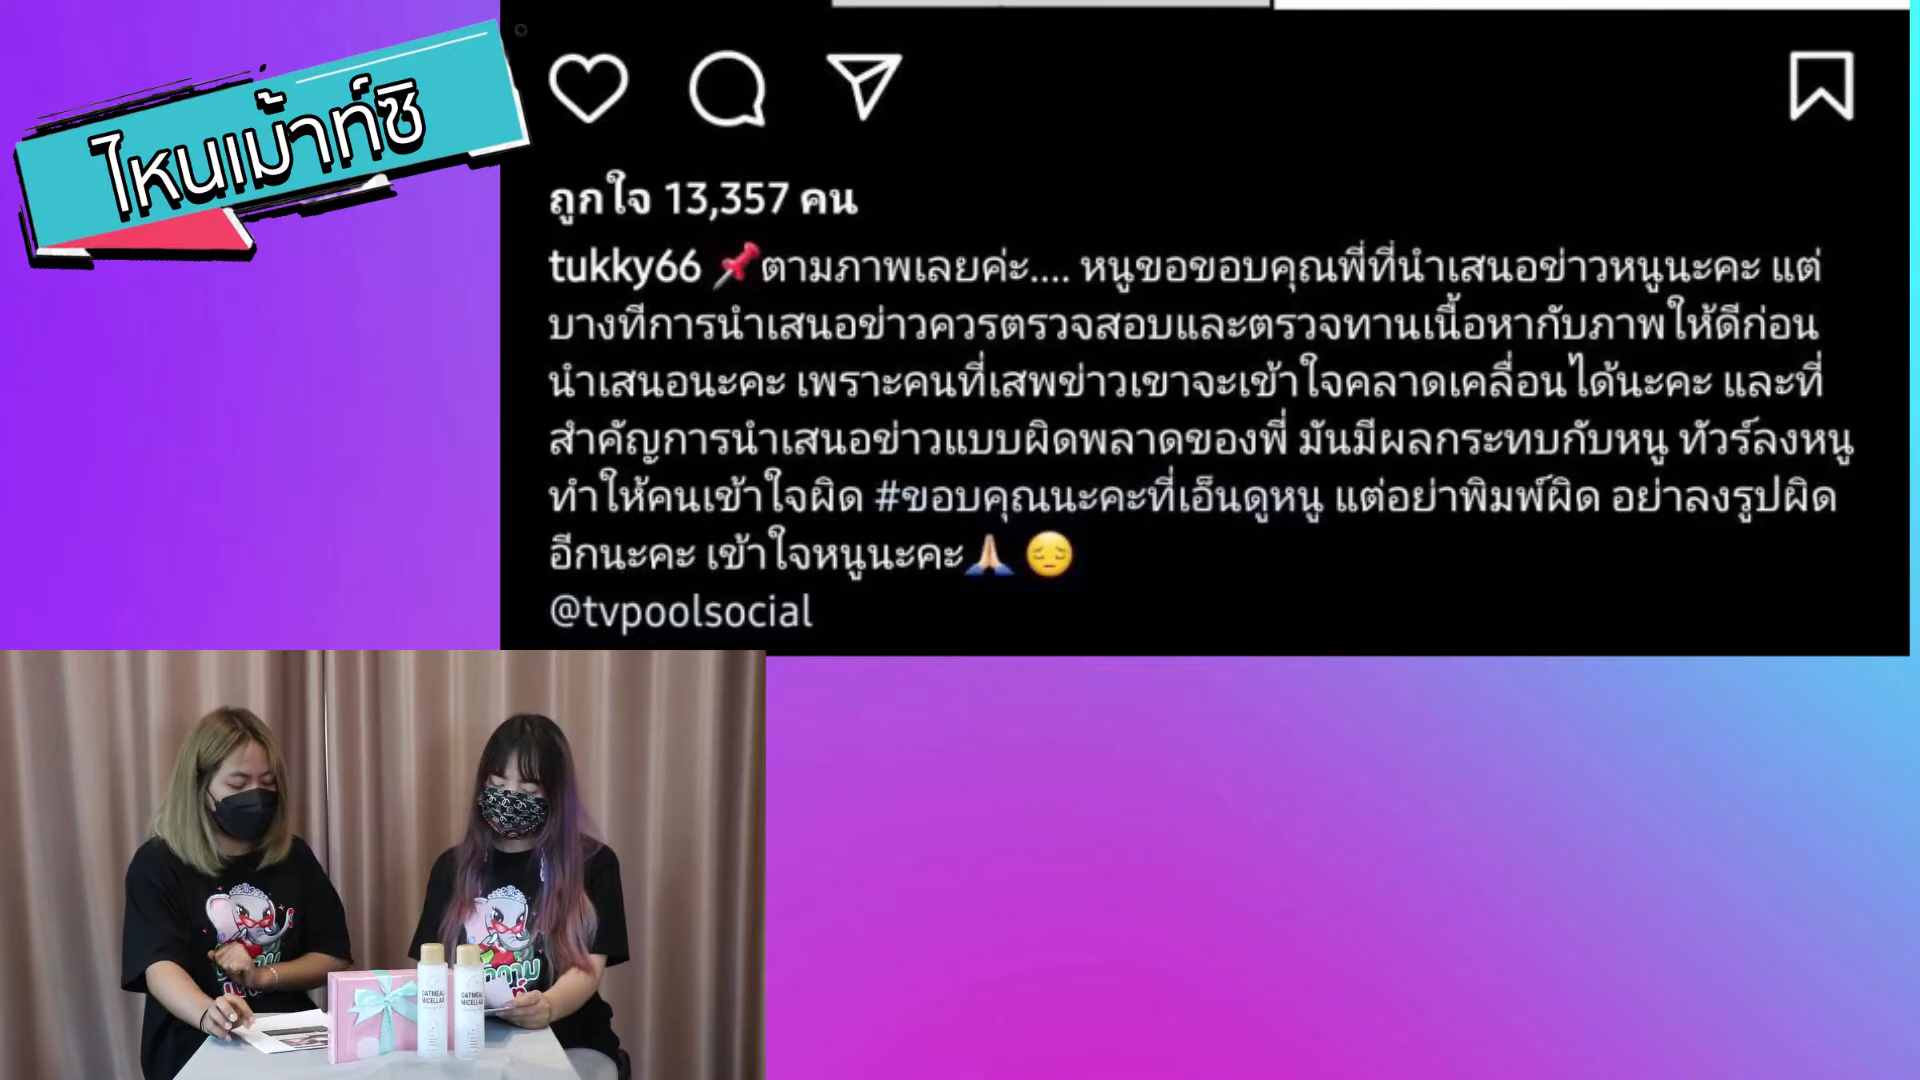 ไหนเม้าท์ซิ
ถูกใจ 13,357 คน
tukky66 📌ตามภาพเลยค่ะ.... หนูขอขอบคุณพี่ที่นำเสนอข่าวหนูนะคะ แต่
บางทีการนำเสนอข่าวควรตรวจสอบและตรวจทานเนื้อหากับภาพให้ดีก่อน
นำเสนอนะคะ เพราะคนที่เสพข่าวเขาจะเข้าใจคลาดเคลื่อนได้นะคะ และที่
สำคัญการนำเสนอข่าวแบบผิดพลาดของพี่ มันมีผลกระทบกับหนู ทัวร์ลงหนู
ทำให้คนเข้าใจผิด #ขอบคุณนะคะที่เอ็นดูหนู แต่อย่าพิมพ์ผิด อย่าลงรูปผิด
อีกนะคะ เข้าใจหนูนะคะ🙏🏻 😔
@tvpoolsocial
OATMEAL
MICELLAR
OATMEAL
MICELLAR